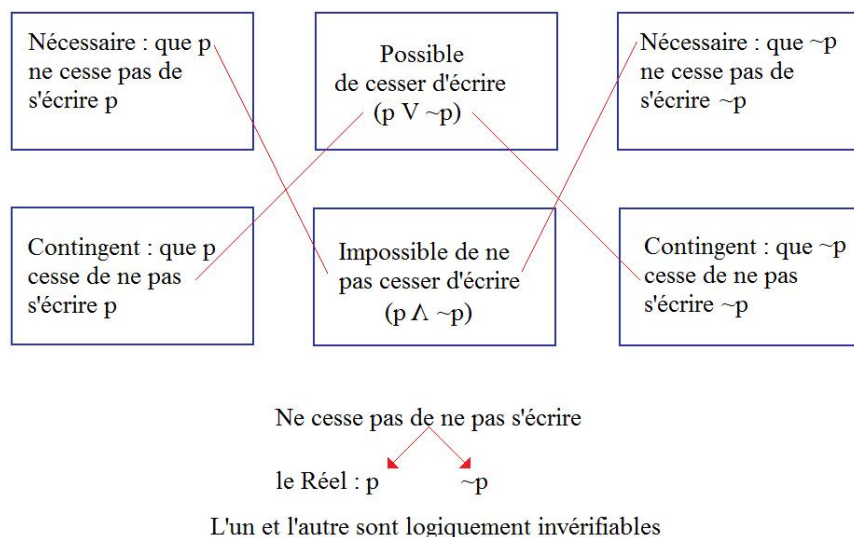 Nécessaire : que p
ne cesse pas de
s'écrire p
Possible
de cesser d'écrire
(p V ~p)
Nécessaire : que ~p
ne cesse pas de
s'écrire ~p
Contingent : que p
cesse de ne pas
s'écrire p
Impossible de ne
pas cesser d'écrire
(p Λ ~p)
Contingent : que ~p
cesse de ne pas
s'écrire ~p
Ne cesse pas de ne pas s'écrire
le Réel : p ~p
L'un et l'autre sont logiquement invérifiables